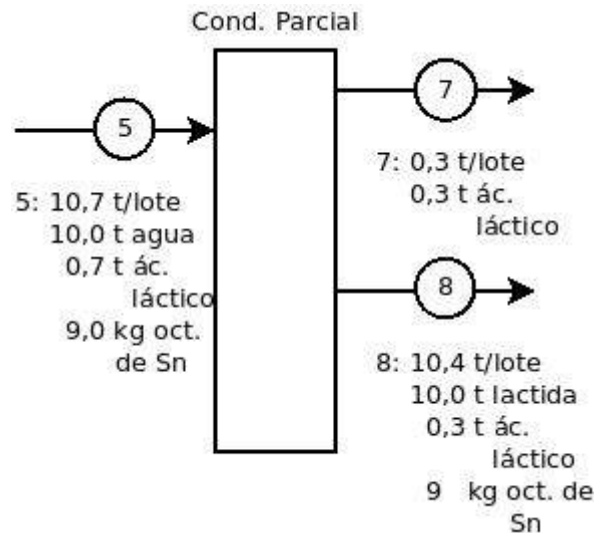 Cond. Parcial
5
5: 10,7 t/lote
10,0 t agua
0,7 t ác.
láctico
9,0 kg oct.
de Sn
7
7: 0,3 t/lote
0,3 t ác.
láctico
8
8: 10,4 t/lote
10,0 t lactida
0,3 t ác.
láctico
9 kg oct. de
Sn